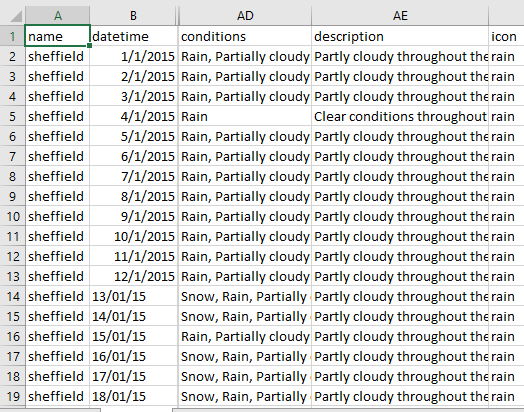 A B AD AE
1 name datetime conditions description icon
2 sheffield 1/1/2015 Rain, Partially cloudy Partly cloudy throughout the rain
3 sheffield 2/1/2015 Rain, Partially cloudy Partly cloudy throughout the rain
4 sheffield 3/1/2015 Rain, Partially cloudy Partly cloudy throughout the rain
5 sheffield 4/1/2015 Rain Clear conditions throughout rain
6 sheffield 5/1/2015 Rain, Partially cloudy Partly cloudy throughout the rain
7 sheffield 6/1/2015 Rain, Partially cloudy Partly cloudy throughout the rain
8 sheffield 7/1/2015 Rain, Partially cloudy Partly cloudy throughout the rain
9 sheffield 8/1/2015 Rain, Partially cloudy Partly cloudy throughout the rain
10 sheffield 9/1/2015 Rain, Partially cloudy Partly cloudy throughout the rain
11 sheffield 10/1/2015 Rain, Partially cloudy Partly cloudy throughout the rain
12 sheffield 11/1/2015 Rain, Partially cloudy Partly cloudy throughout the rain
13 sheffield 12/1/2015 Rain, Partially cloudy Partly cloudy throughout the rain
14 sheffield 13/01/15 Snow, Rain, Partially Partly cloudy throughout the rain
15 sheffield 14/01/15 Snow, Rain, Partially Partly cloudy throughout the rain
16 sheffield 15/01/15 Rain, Partially cloudy Partly cloudy throughout the rain
17 sheffield 16/01/15 Snow, Rain, Partially Partly cloudy throughout the rain
18 sheffield 17/01/15 Snow, Rain, Partially Partly cloudy throughout the rain
19 sheffield 18/01/15 Snow, Rain, Partially Partly cloudy throughout the rain